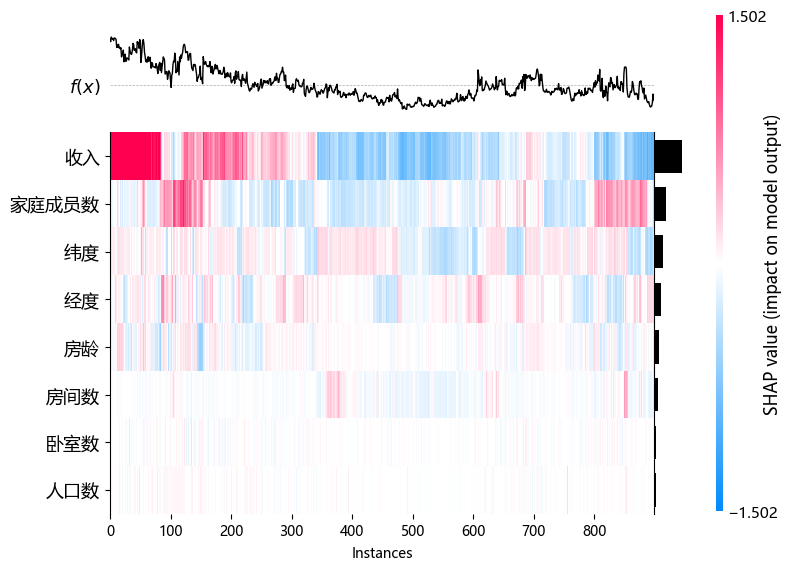 f(x)
收入
家庭成员数
纬度
经度
房龄
房间数
卧室数
人口数
0 100 200 300 400 500 600 700 800
Instances
1.502
SHAP value (impact on model output)
−1.502